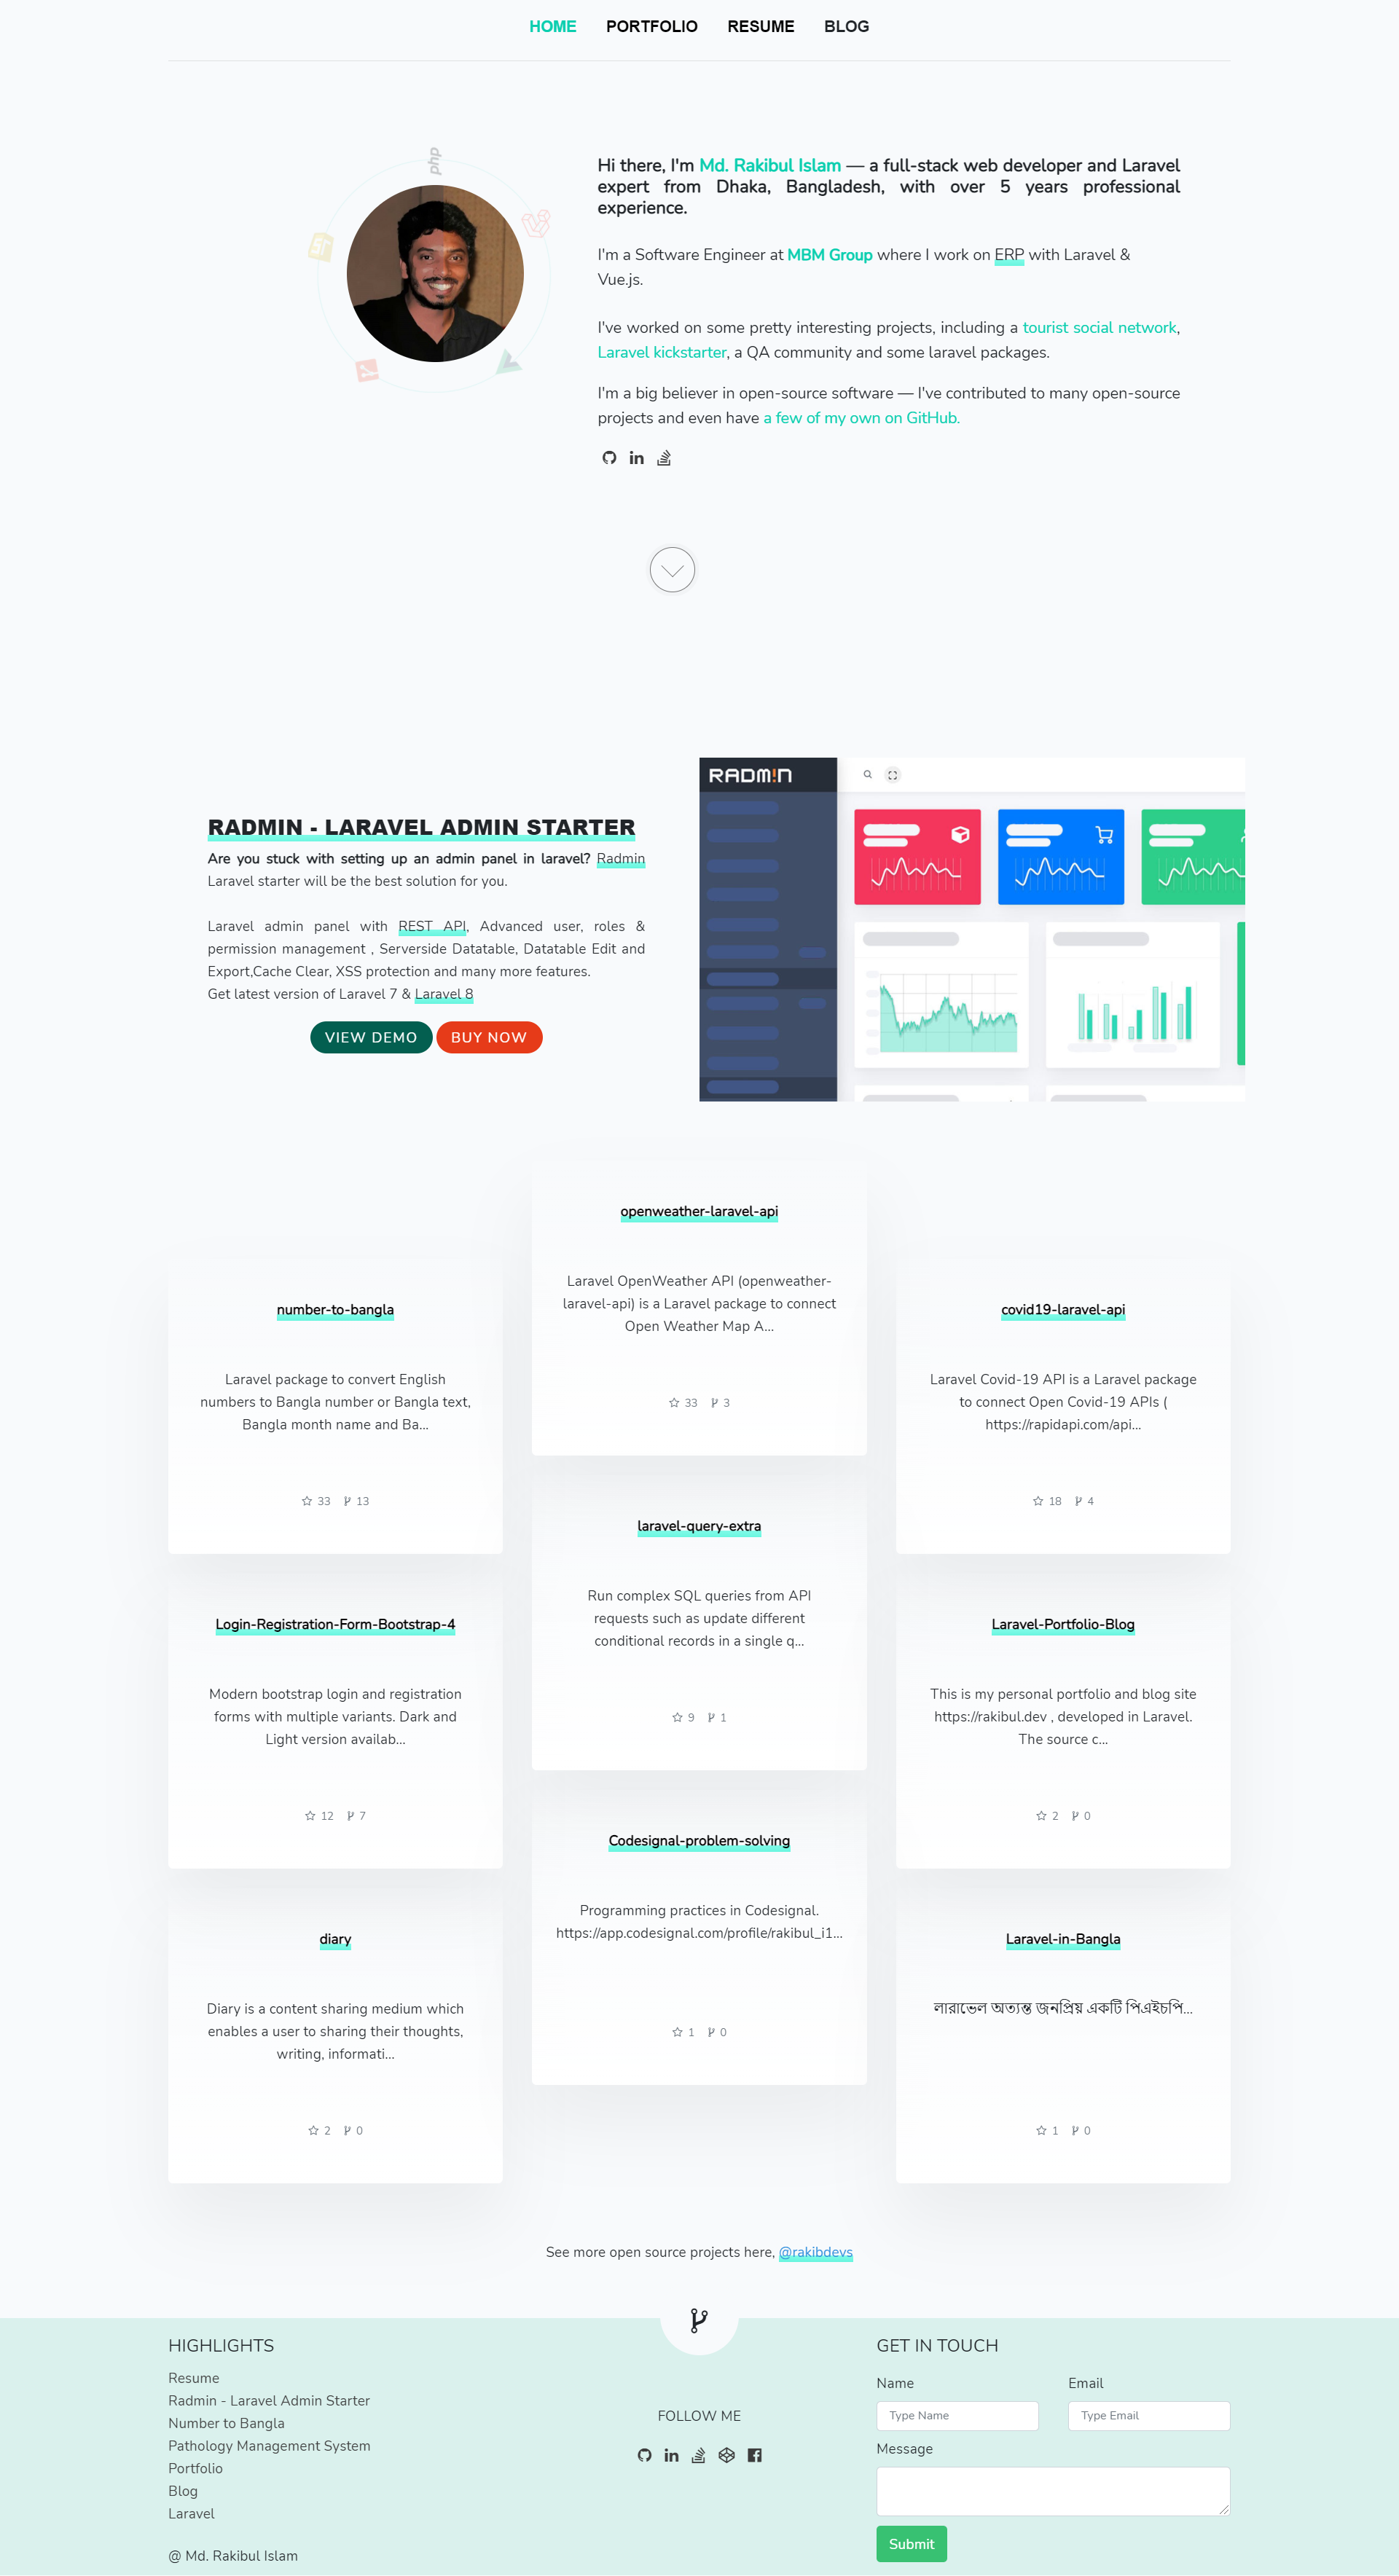 HOME PORTFOLIO RESUME BLOG
php
Hi there, I'm Md. Rakibul Islam — a full-stack web developer and Laravel
expert from Dhaka, Bangladesh, with over 5 years professional
experience.
I'm a Software Engineer at MBM Group where I work on ERP with Laravel &
Vue.js.
I've worked on some pretty interesting projects, including a tourist social network,
Laravel kickstarter, a QA community and some laravel packages.
I'm a big believer in open-source software — I've contributed to many open-source
projects and even have a few of my own on GitHub.
RADMIN - LARAVEL ADMIN STARTER
Are you stuck with setting up an admin panel in laravel? Radmin
Laravel starter will be the best solution for you.
Laravel admin panel with REST API, Advanced user, roles &
permission management , Serverside Datatable, Datatable Edit and
Export,Cache Clear, XSS protection and many more features.
Get latest version of Laravel 7 & Laravel 8
VIEW DEMO BUY NOW
RADM!N
number-to-bangla
Laravel package to convert English
numbers to Bangla number or Bangla text,
Bangla month name and Ba...
33 13
openweather-laravel-api
Laravel OpenWeather API (openweather-
laravel-api) is a Laravel package to connect
Open Weather Map A...
33 3
covid19-laravel-api
Laravel Covid-19 API is a Laravel package
to connect Open Covid-19 APIs (
https://rapidapi.com/api...
18 4
Login-Registration-Form-Bootstrap-4
Modern bootstrap login and registration
forms with multiple variants. Dark and
Light version availab...
12 7
laravel-query-extra
Run complex SQL queries from API
requests such as update different
conditional records in a single q...
9 1
Laravel-Portfolio-Blog
This is my personal portfolio and blog site
https://rakibul.dev , developed in Laravel.
The source c...
2 0
diary
Diary is a content sharing medium which
enables a user to sharing their thoughts,
writing, informati...
2 0
Codesignal-problem-solving
Programming practices in Codesignal.
https://app.codesignal.com/profile/rakibul_i1...
1 0
Laravel-in-Bangla
লারাভেল অত্যন্ত জনপ্রিয় একটি পিএইচপি...
1 0
See more open source projects here, @rakibdevs
HIGHLIGHTS
Resume
Radmin - Laravel Admin Starter
Number to Bangla
Pathology Management System
Portfolio
Blog
Laravel
@ Md. Rakibul Islam
FOLLOW ME
GET IN TOUCH
Name Email
Type Name Type Email
Message
Submit